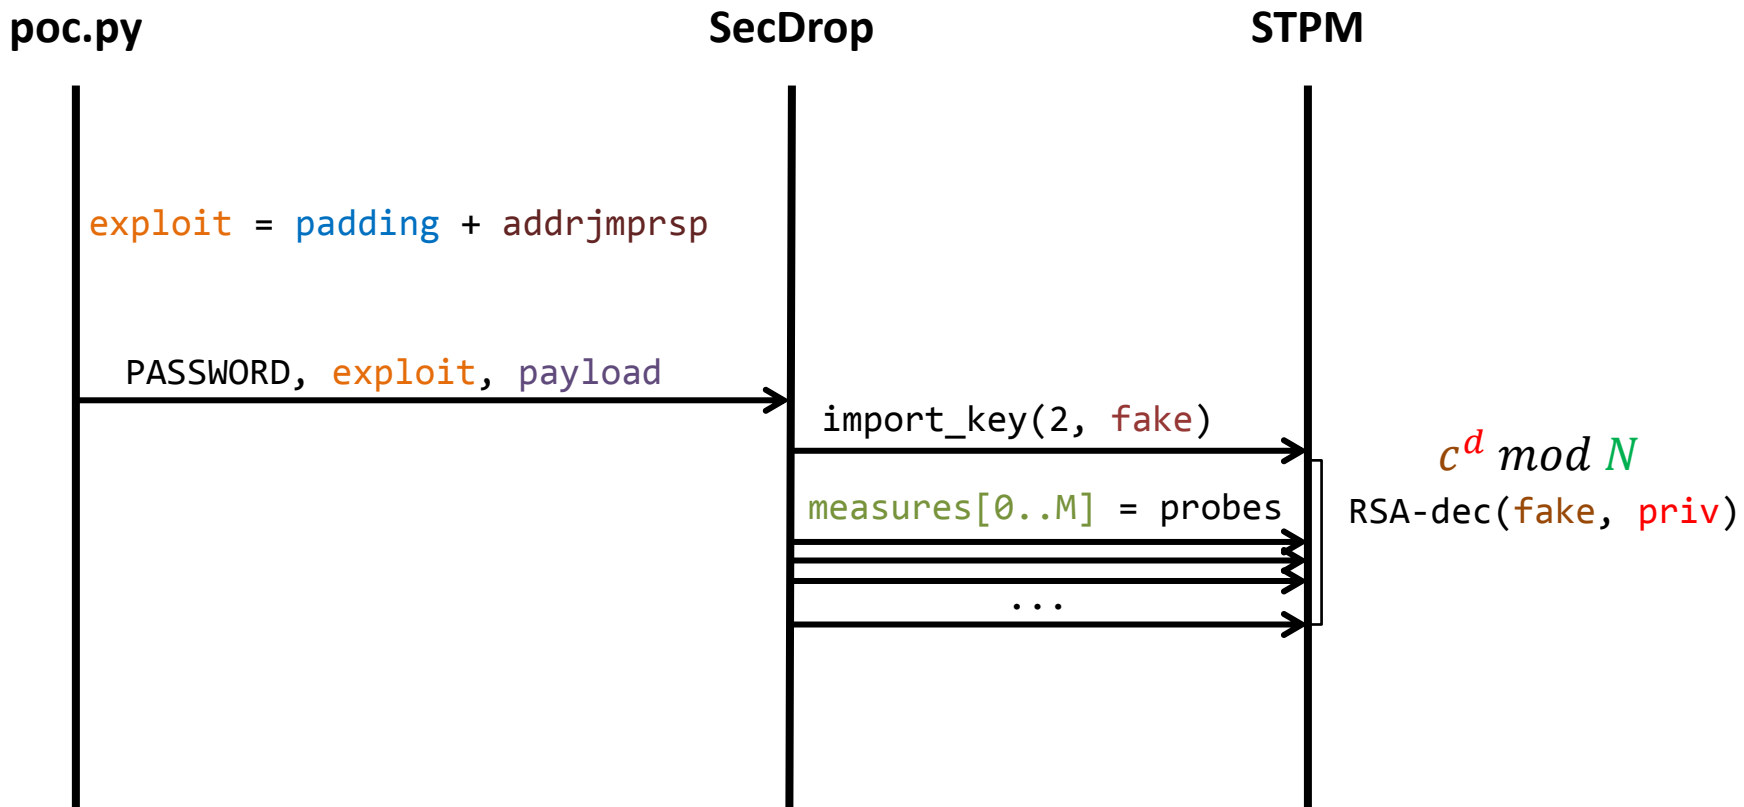 poc.py
SecDrop
STPM
exploit = padding + addrjmprsp
PASSWORD, exploit, payload
import_key(2, fake)
c^d mod N
measures[0..M] = probes
RSA-dec(fake, priv)
...